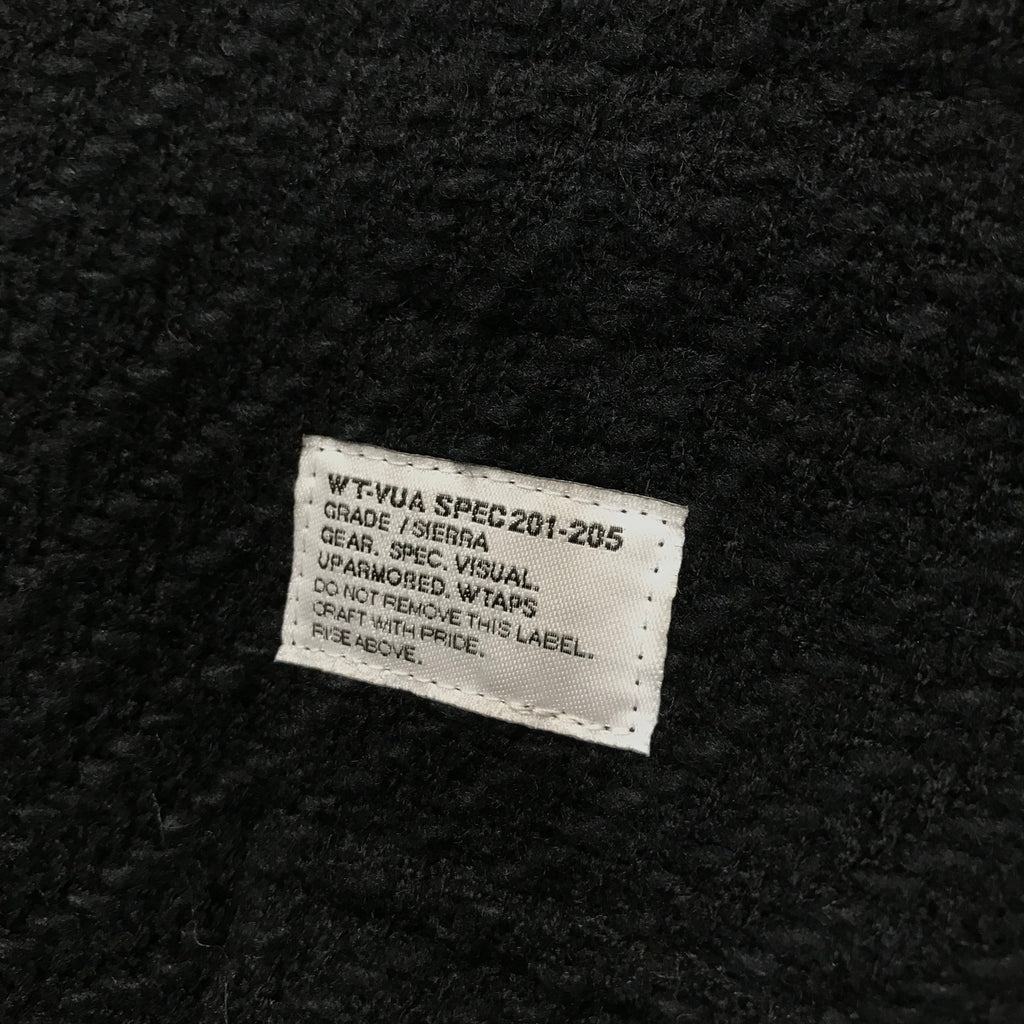 WT-VUA SPEC201-205
GRADE / SIERRA
GEAR. SPEC. VISUAL.
UPARMORED. WTAPS
DO NOT REMOVE THIS LABEL.
CRAFT WITH PRIDE.
RISE ABOVE.